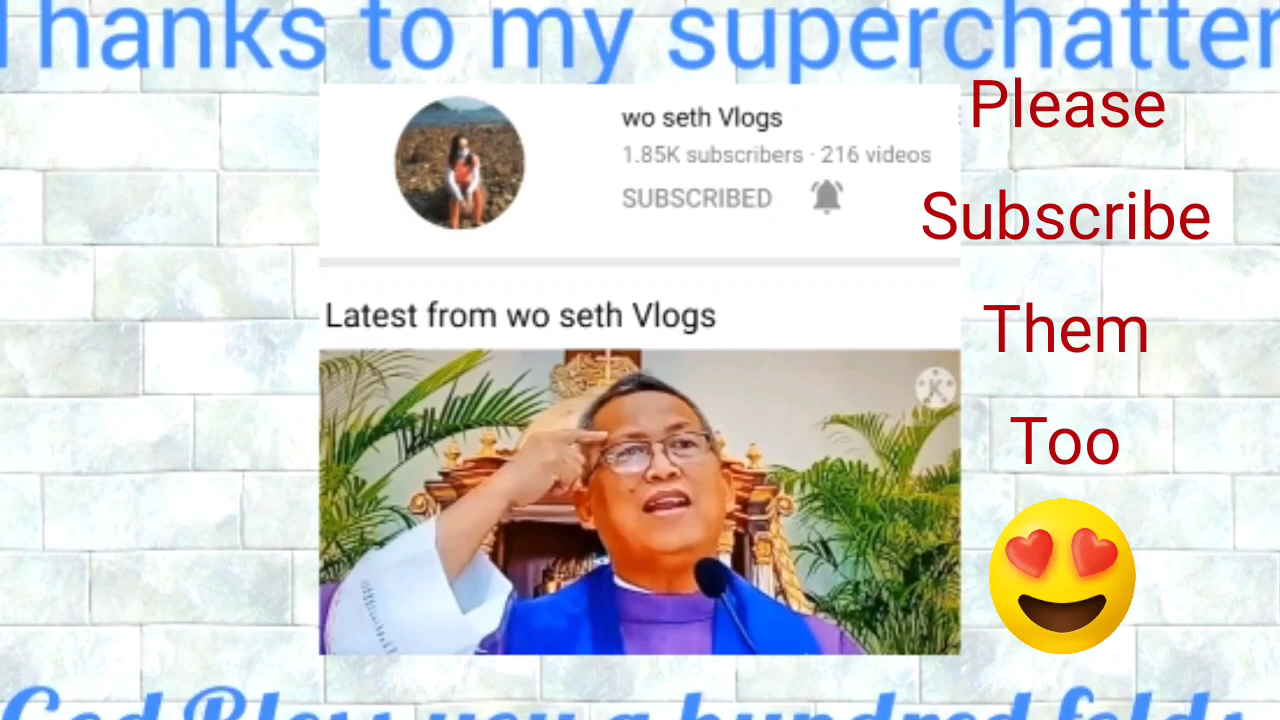 Thanks to my superchatter
wo seth Vlogs
1.85K subscribers · 216 videos
SUBSCRIBED
Please
Subscribe
Them
Too
Latest from wo seth Vlogs
K
God Bless you a hundred folds